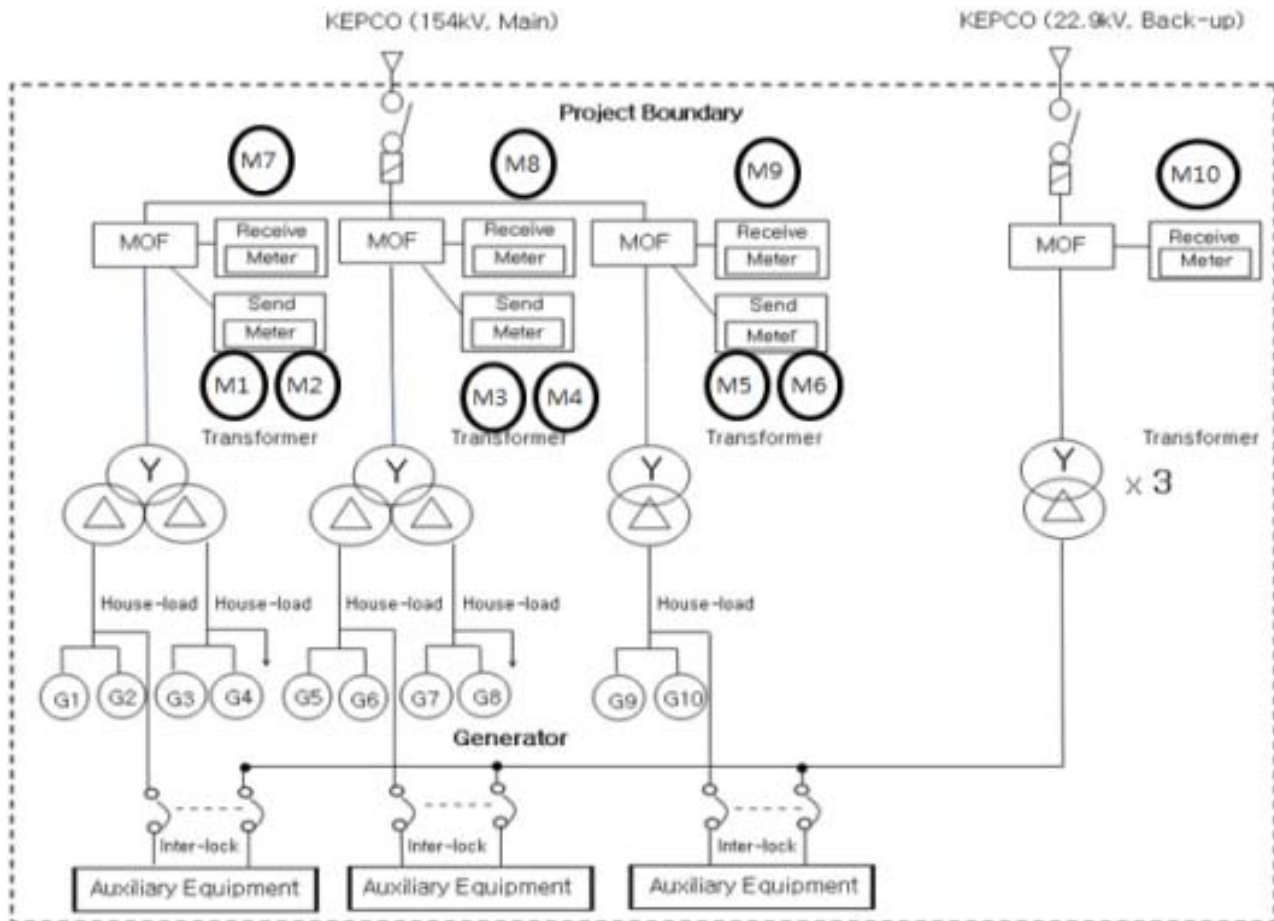 KEPCO (154kV, Main)
KEPCO (22.9kV, Back-up)
Project Boundary
M7
M8
M9
M10
MOF
Receive
Meter
MOF
Receive
Meter
MOF
Receive
Meter
MOF
Receive
Meter
Send
Meter
Send
Meter
Send
Meter
M1
M2
M3
M4
M5
M6
Transformer
Transformer
Transformer
Transformer
Y
Y
Y
Y
x 3
House-load
House-load
House-load
House-load
House-load
G1
G2
G3
G4
G5
G6
G7
G8
G9
G10
Generator
Inter-lock
Inter-lock
Inter-lock
Auxiliary Equipment
Auxiliary Equipment
Auxiliary Equipment